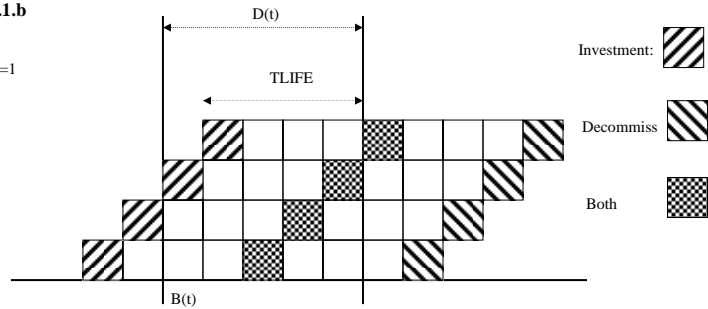 .1.b
D(t)
Investment:
=1
TLIFE
Decommiss
Both
B(t)